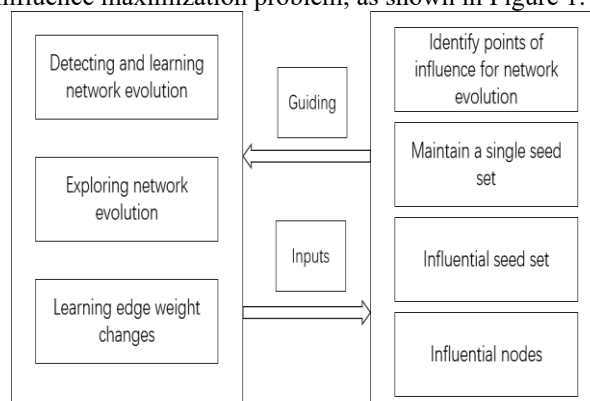 influence maximization problem, as shown in Figure 1.
Detecting and learning
network evolution
Exploring network
evolution
Learning edge weight
changes
Guiding
Inputs
Identify points of
influence for network
evolution
Maintain a single seed
set
Influential seed set
Influential nodes